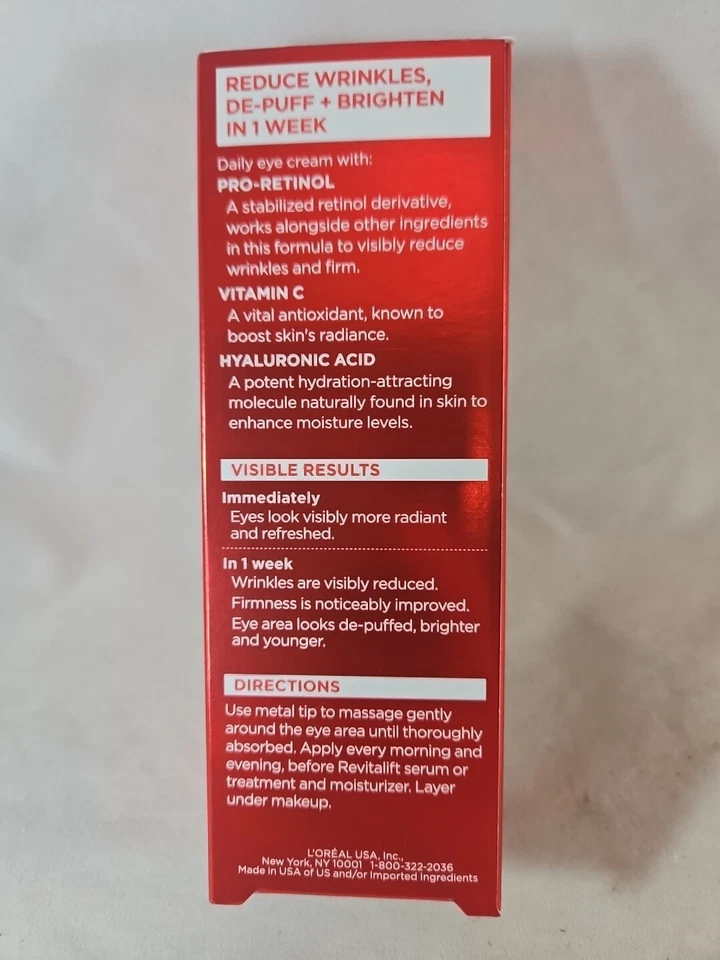 REDUCE WRINKLES,
DE-PUFF + BRIGHTEN
IN 1 WEEK
Daily eye cream with:
PRO-RETINOL
A stabilized retinol derivative,
works alongside other ingredients
in this formula to visibly reduce
wrinkles and firm.
VITAMIN C
A vital antioxidant, known to
boost skin's radiance.
HYALURONIC ACID
A potent hydration-attracting
molecule naturally found in skin to
enhance moisture levels.
VISIBLE RESULTS
Immediately
Eyes look visibly more radiant
and refreshed.
In 1 week
Wrinkles are visibly reduced.
Firmness is noticeably improved.
Eye area looks de-puffed, brighter
and younger.
DIRECTIONS
Use metal tip to massage gently
around the eye area until thoroughly
absorbed. Apply every morning and
evening, before Revitalift serum or
treatment and moisturizer. Layer
under makeup.
L'ORÉAL USA, Inc.,
New York, NY 10001 1-800-322-2036
Made in USA of US and/or Imported Ingredients